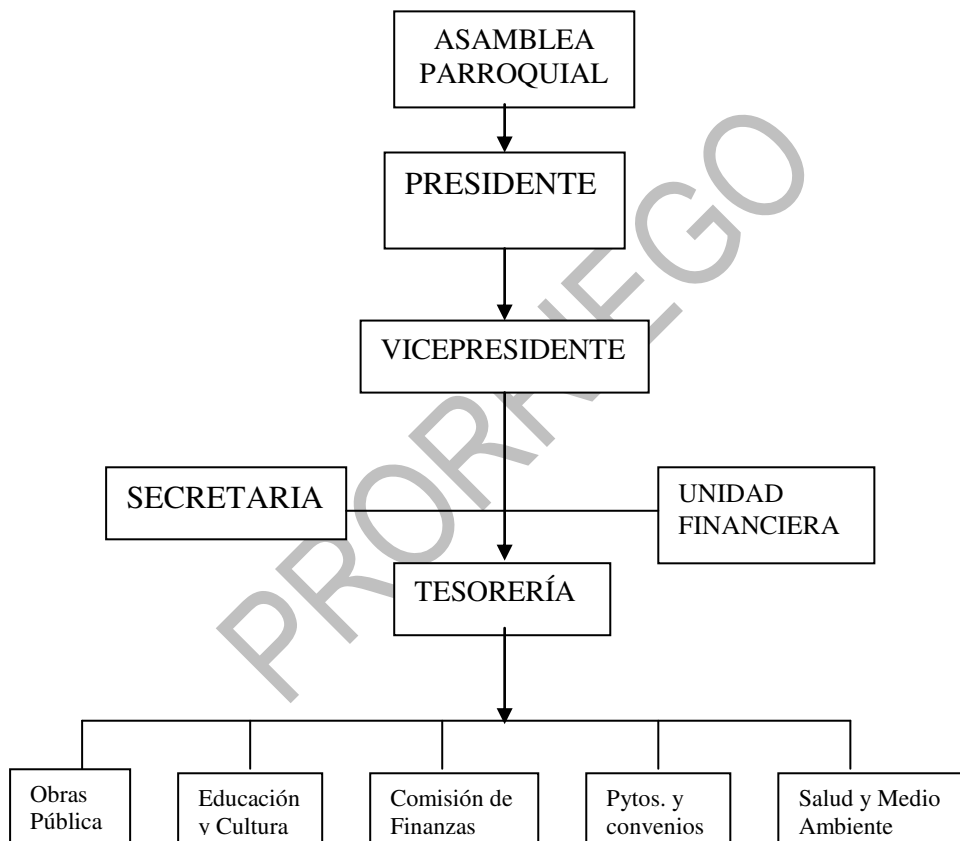 ASAMBLEA
PARROQUIAL
PRESIDENTE
VICEPRESIDENTE
SECRETARIA
UNIDAD
FINANCIERA
TESORERÍA
Obras
Pública
Educación
y Cultura
Comisión de
Finanzas
Pytos. y
convenios
Salud y Medio
Ambiente
PRORRIEGO